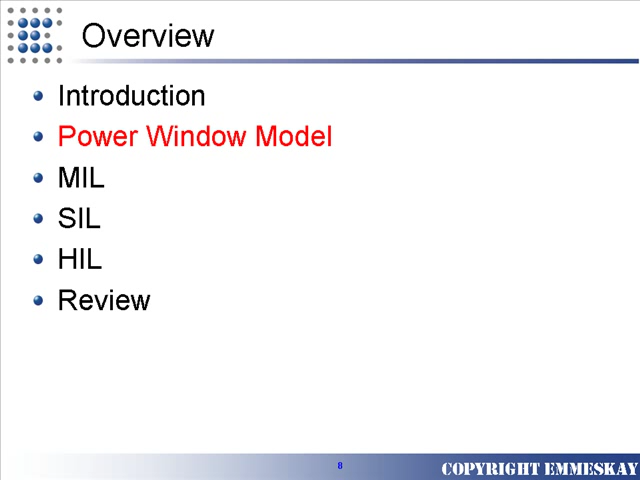 Overview
Introduction
Power Window Model
MIL
SIL
HIL
Review
8
COPYRIGHT EMMESKAY